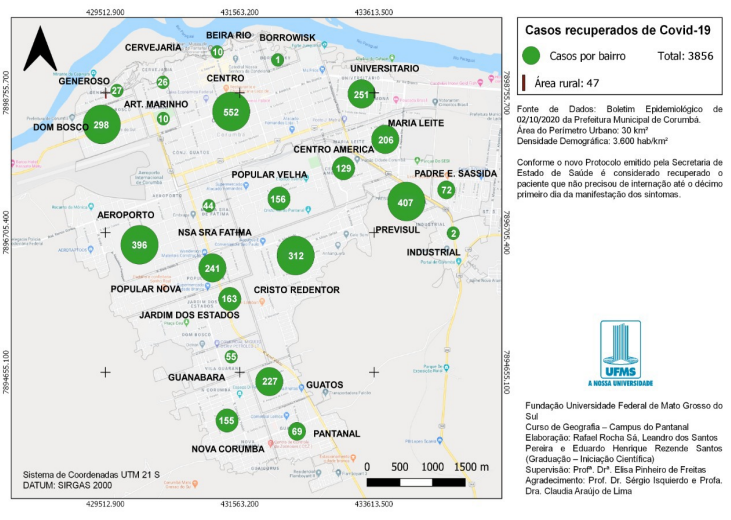 429512.900 431563.200 433613.500
7898755.700
7896705.400
7894655.100
BEIRA RIO
CERVEJARIA
BORROWISK
10
1
UNIVERSITARIO
GENEROSO
26
CENTRO
27
251
ART. MARINHO
552
DOM BOSCO
298
10
MARIA LEITE
206
CENTRO AMERICA
129
PADRE E. SASSIDA
POPULAR VELHA
72
156
407
44
AEROPORTO
396
NSA SRA FATIMA
PREVISUL
2
INDUSTRIAL
312
241
POPULAR NOVA
CRISTO REDENTOR
163
JARDIM DOS ESTADOS
55
GUANABARA
227
GUATOS
155
69
PANTANAL
NOVA CORUMBA
0 500 1000 1500 m
Sistema de Coordenadas UTM 21 S
DATUM: SIRGAS 2000
429512.900 431563.200 433613.500
7898755.700
7896705.400
7894655.100
Casos recuperados de Covid-19
Casos por bairro Total: 3856
Área rural: 47
Fonte de Dados: Boletim Epidemiológico de
02/10/2020 da Prefeitura Municipal de Corumbá.
Área do Perímetro Urbano: 30 km²
Densidade Demográfica: 3.600 hab/km²
Conforme o novo Protocolo emitido pela Secretaria de
Estado de Saúde é considerado recuperado o
paciente que não precisou de internação até o décimo
primeiro dia da manifestação dos sintomas.
UFMS
A NOSSA UNIVERSIDADE
Fundação Universidade Federal de Mato Grosso do
Sul
Curso de Geografia – Campus do Pantanal
Elaboração: Rafael Rocha Sá, Leandro dos Santos
Pereira e Eduardo Henrique Rezende Santos
(Graduação – Iniciação Científica)
Supervisão: Profª. Drª. Elisa Pinheiro de Freitas
Agradecimento: Prof. Dr. Sérgio Isquierdo e Profa.
Dra. Claudia Araújo de Lima